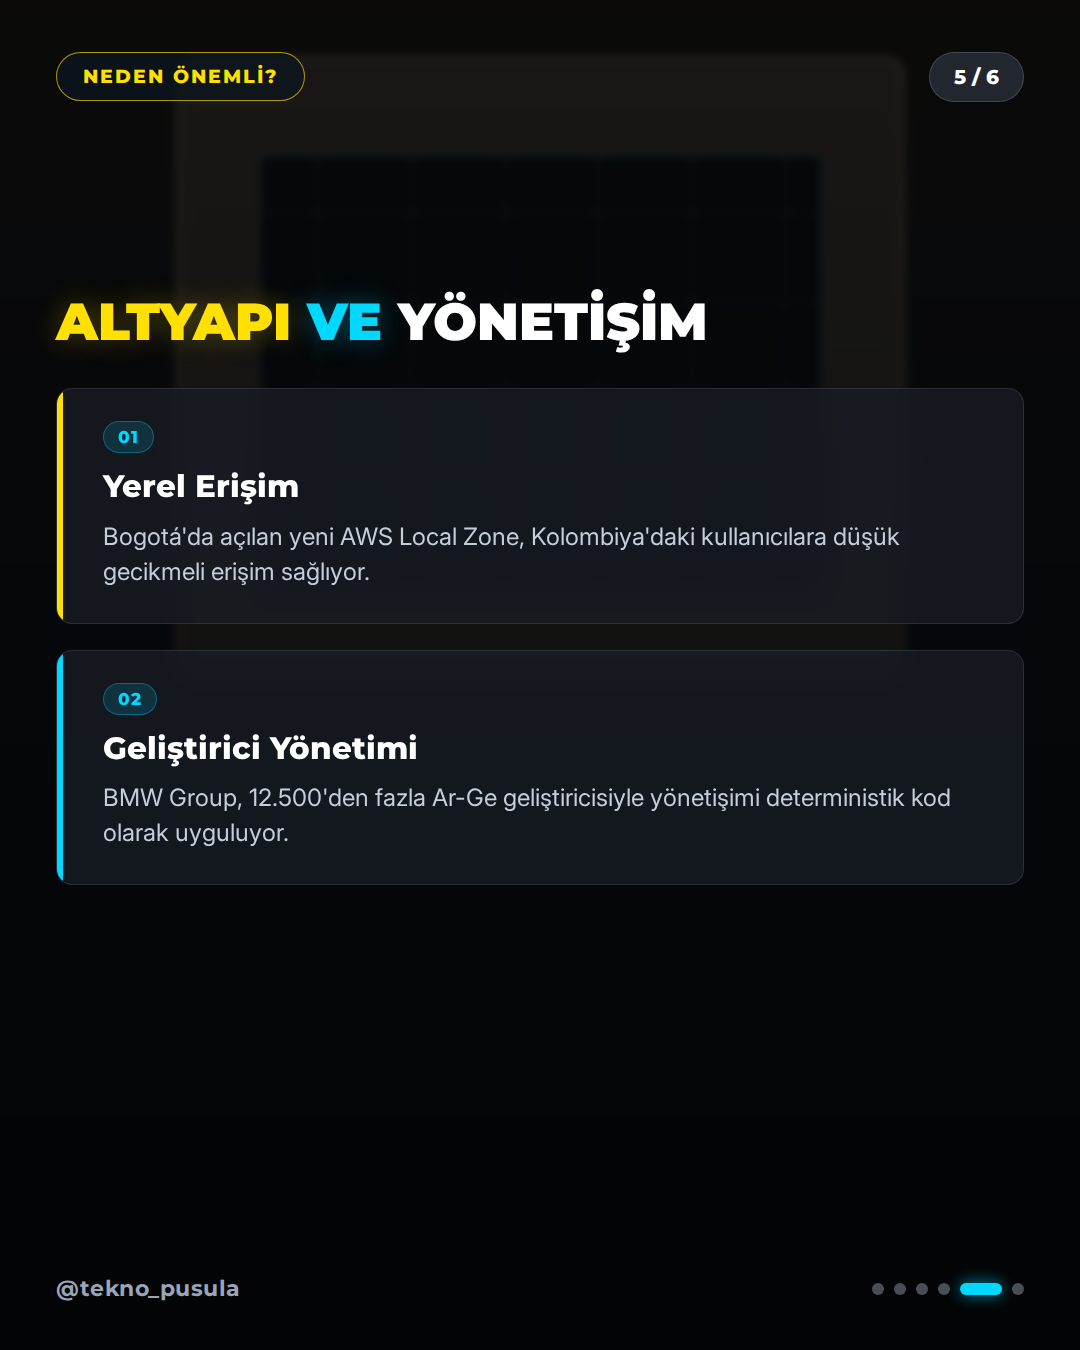 NEDEN ÖNEMLİ?
5 / 6
ALTYAPI VE YÖNETİŞİM
01
Yerel Erişim
Bogotá'da açılan yeni AWS Local Zone, Kolombiya'daki kullanıcılara düşük
gecikmeli erişim sağlıyor.
02
Geliştirici Yönetimi
BMW Group, 12.500'den fazla Ar-Ge geliştiricisiyle yönetişimi deterministik kod
olarak uyguluyor.
@tekno_pusula